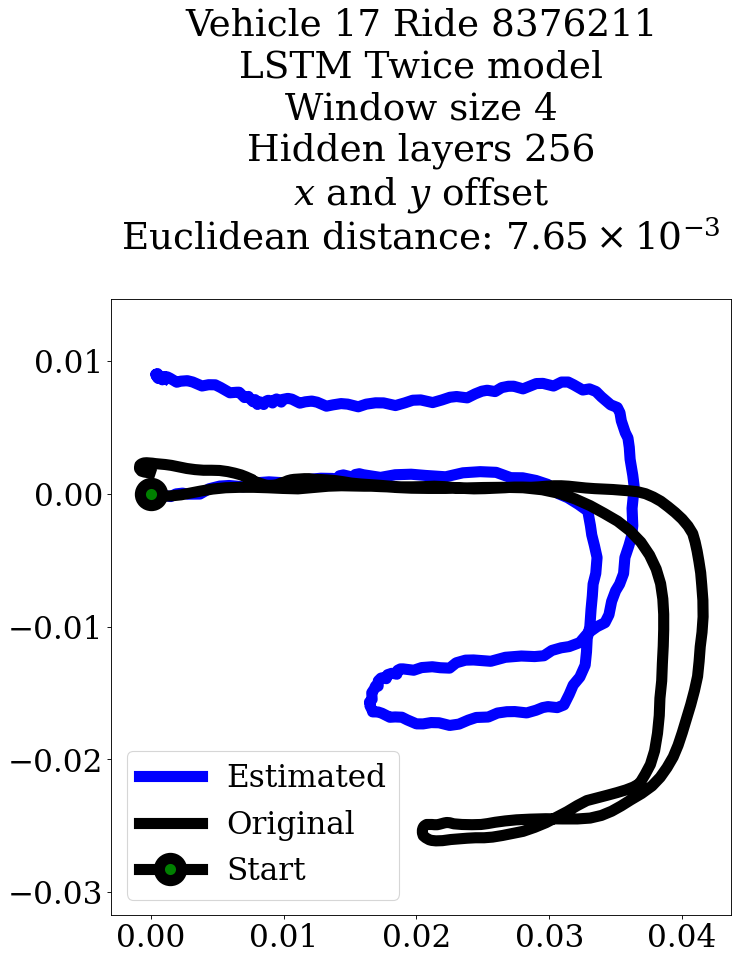 Vehicle 17 Ride 8376211
LSTM Twice model
Window size 4
Hidden layers 256
x and y offset
Euclidean distance: 7.65 × 10⁻³
0.01
0.00
−0.01
−0.02
−0.03
Estimated
Original
Start
0.00 0.01 0.02 0.03 0.04